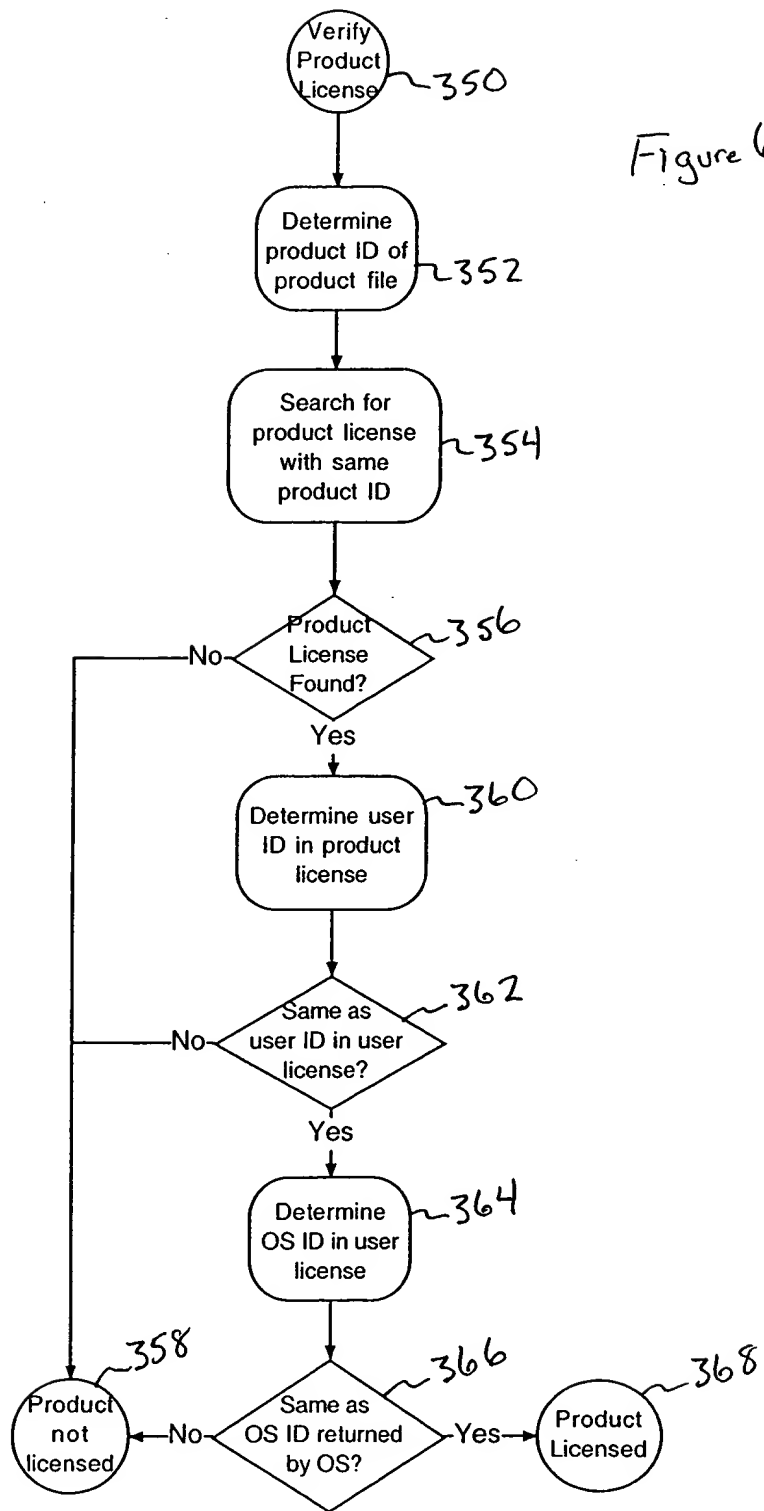 Verify
Product
License
350
Figure 6
Determine
product ID of
product file
352
Search for
product license
with same
product ID
354
Product
License
Found?
356
No
Yes
Determine user
ID in product
license
360
Same as
user ID in user
license?
362
No
Yes
Determine
OS ID in user
license
364
Same as
OS ID returned
by OS?
366
No
Yes
Product
not
licensed
358
Product
Licensed
368